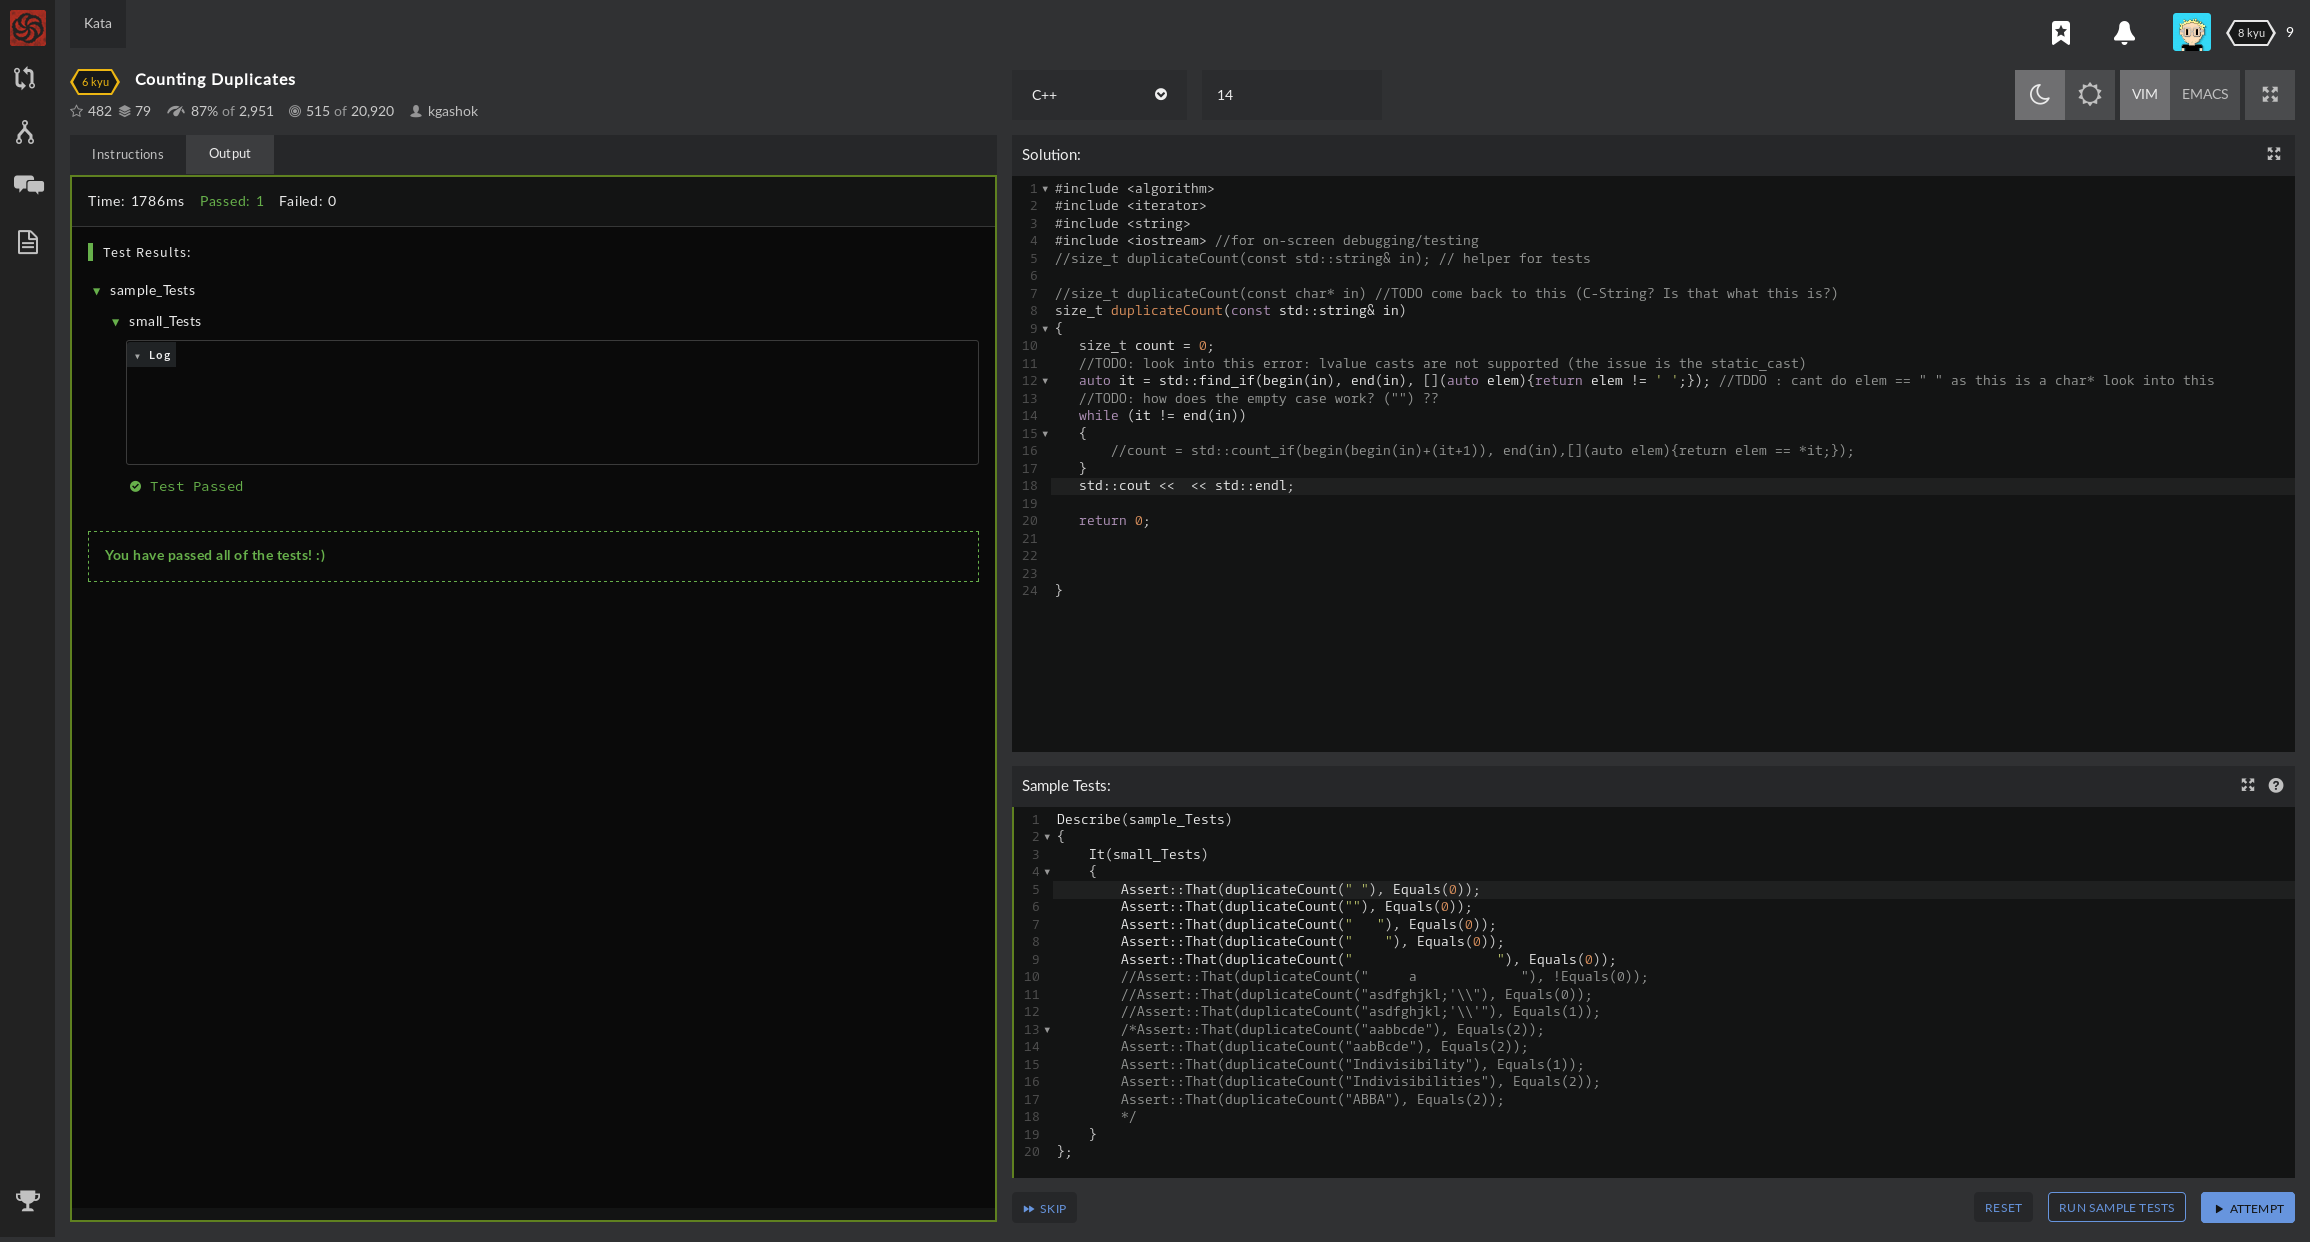 Kata
8 kyu 9
6 kyu Counting Duplicates
482 79 87% of 2,951 515 of 20,920 kgashok
C++ 14 VIM EMACS
Instructions Output
Time: 1786ms Passed: 1 Failed: 0
Test Results:
sample_Tests
small_Tests
Log
Test Passed
You have passed all of the tests! :)
Solution:
1 #include <algorithm>
2 #include <iterator>
3 #include <string>
4 #include <iostream> //for on-screen debugging/testing
5 //size_t duplicateCount(const std::string& in); // helper for tests
6
7 //size_t duplicateCount(const char* in) //TODO come back to this (C-String? Is that what this is?)
8 size_t duplicateCount(const std::string& in)
9 {
10    size_t count = 0;
11    //TODO: look into this error: lvalue casts are not supported (the issue is the static_cast)
12    auto it = std::find_if(begin(in), end(in), [](auto elem){return elem != ' ';}); //TDDO : cant do elem == " " as this is a char* look into this
13    //TODO: how does the empty case work? ("") ??
14    while (it != end(in))
15    {
16        //count = std::count_if(begin(begin(in)+(it+1)), end(in),[](auto elem){return elem == *it;});
17    }
18    std::cout <<  << std::endl;
19
20    return 0;
21
22
23
24 }
Sample Tests:
1 Describe(sample_Tests)
2 {
3     It(small_Tests)
4     {
5         Assert::That(duplicateCount(" "), Equals(0));
6         Assert::That(duplicateCount(""), Equals(0));
7         Assert::That(duplicateCount("   "), Equals(0));
8         Assert::That(duplicateCount("    "), Equals(0));
9         Assert::That(duplicateCount("                  "), Equals(0));
10         //Assert::That(duplicateCount("     a             "), !Equals(0));
11         //Assert::That(duplicateCount("asdfghjkl;'\\"), Equals(0));
12         //Assert::That(duplicateCount("asdfghjkl;'\\'"), Equals(1));
13         /*Assert::That(duplicateCount("aabbcde"), Equals(2));
14         Assert::That(duplicateCount("aabBcde"), Equals(2));
15         Assert::That(duplicateCount("Indivisibility"), Equals(1));
16         Assert::That(duplicateCount("Indivisibilities"), Equals(2));
17         Assert::That(duplicateCount("ABBA"), Equals(2));
18         */
19     }
20 };
SKIP RESET RUN SAMPLE TESTS ATTEMPT